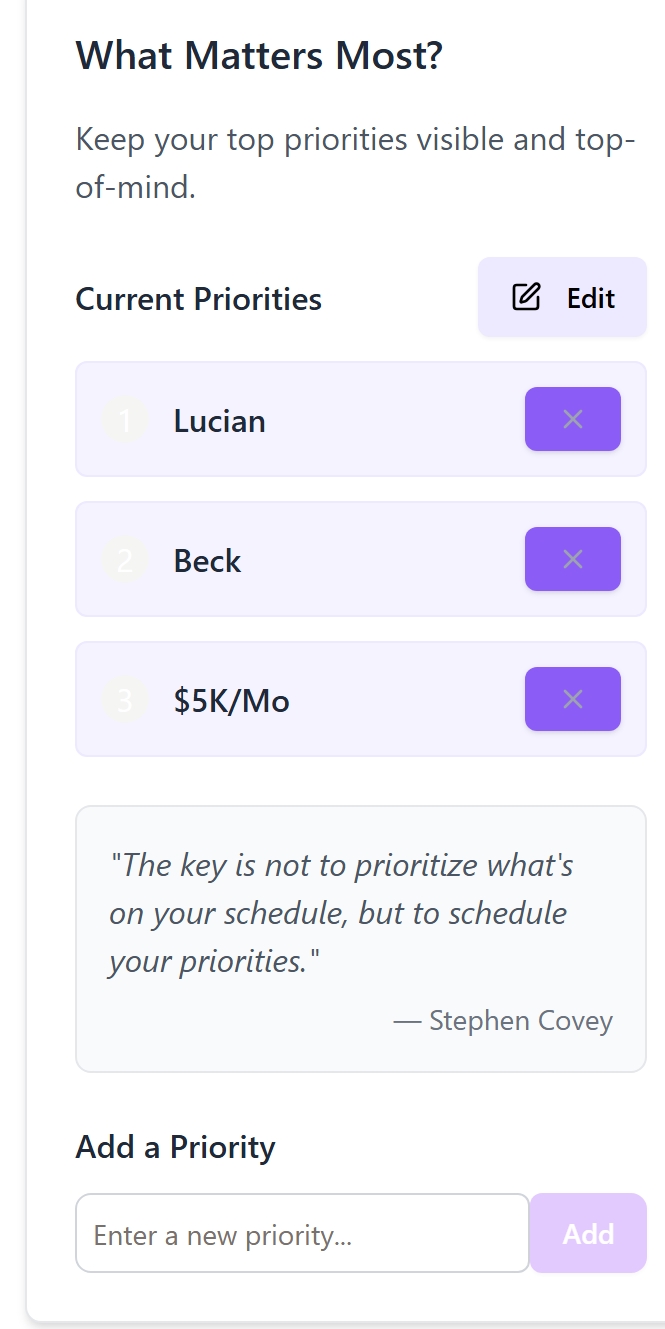 What Matters Most?
Keep your top priorities visible and top-
of-mind.
Current Priorities
Edit
1
Lucian
2
Beck
3
$5K/Mo
"The key is not to prioritize what's
on your schedule, but to schedule
your priorities."
— Stephen Covey
Add a Priority
Enter a new priority...
Add